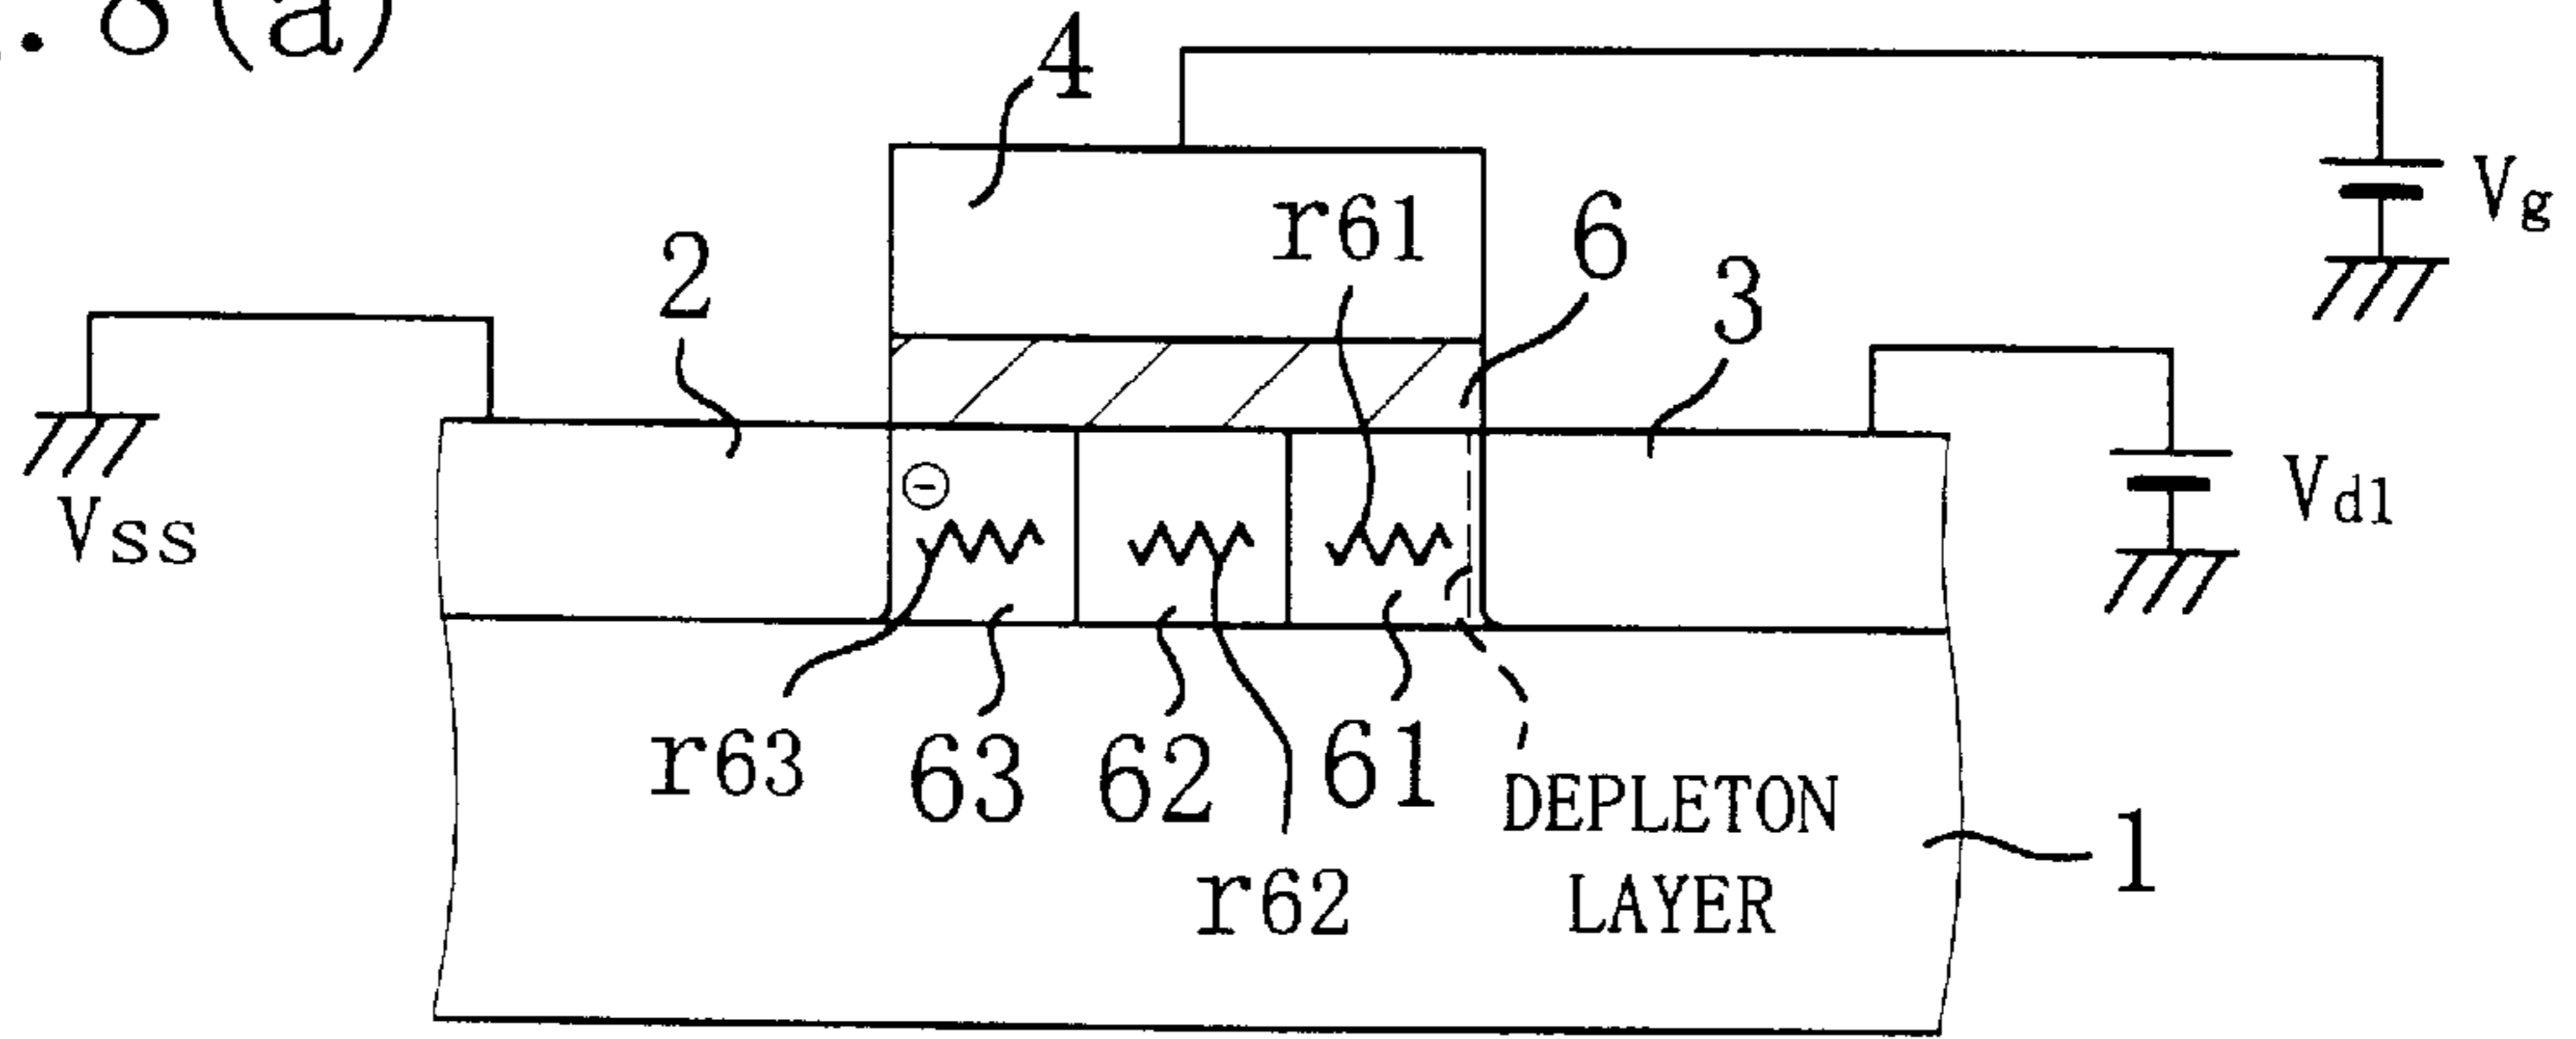 . 8(a)
4
Vg
r61
6
2
3
Vss
Vd1
r63
63
62
61
DEPLETON
LAYER
r62
1